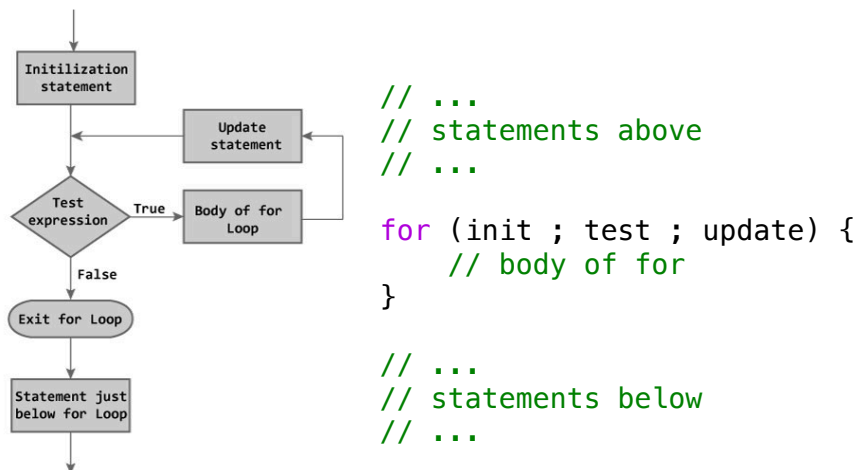 Initilization
statement
Update
statement
Test
expression
True
Body of for
Loop
False
Exit for Loop
Statement just
below for Loop
// ...
// statements above
// ...
for (init ; test ; update) {
    // body of for
}
// ...
// statements below
// ...